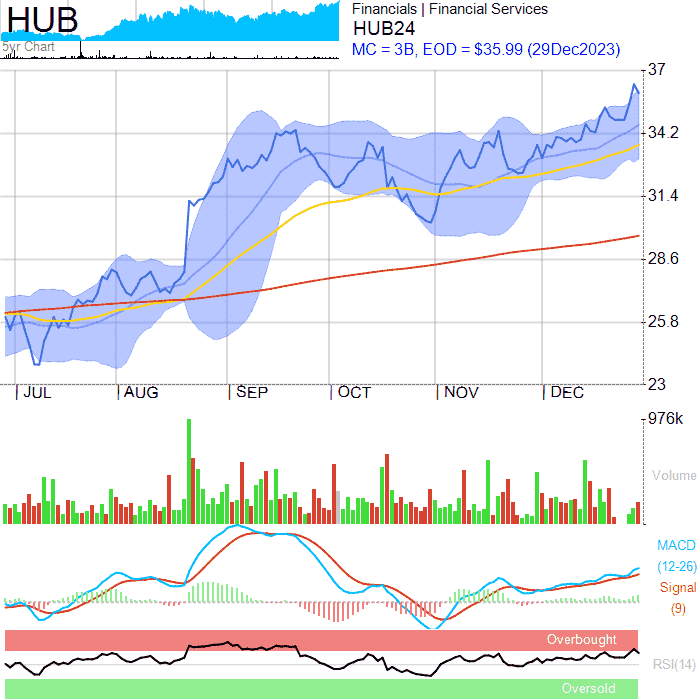 HUB
5yr Chart
Financials | Financial Services
HUB24
MC = 3B, EOD = $35.99 (29Dec2023)
37
34.2
31.4
28.6
25.8
23
JUL
AUG
SEP
OCT
NOV
DEC
976k
Volume
MACD
(12-26)
Signal
(9)
Overbought
RSI(14)
Oversold